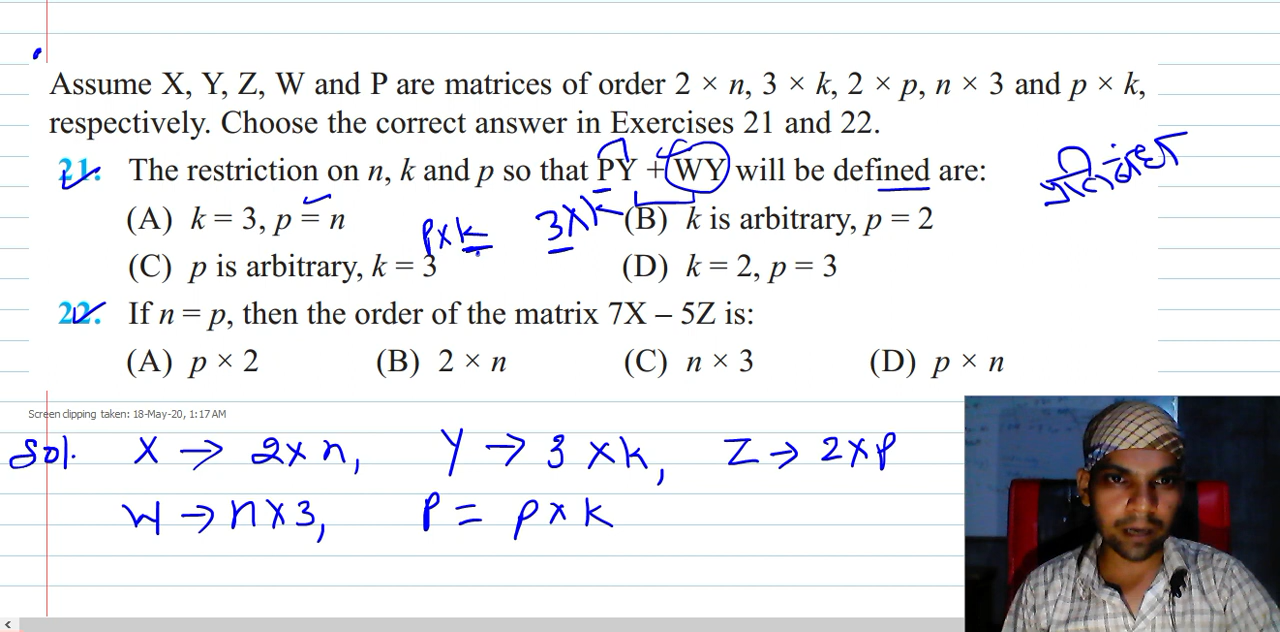 Assume X, Y, Z, W and P are matrices of order 2 × n, 3 × k, 2 × p, n × 3 and p × k,
respectively. Choose the correct answer in Exercises 21 and 22.
21. The restriction on n, k and p so that PY + WY will be defined are:
प्रतिबंध
(A) k = 3, p = n
(B) k is arbitrary, p = 2
p×k
3×k
(C) p is arbitrary, k = 3
(D) k = 2, p = 3
22. If n = p, then the order of the matrix 7X – 5Z is:
(A) p × 2 (B) 2 × n (C) n × 3 (D) p × n
Screen clipping taken: 18-May-20, 1:17 AM
Sol. X → 2×n, Y → 3×k, Z → 2×p
W → n×3, P = p×k